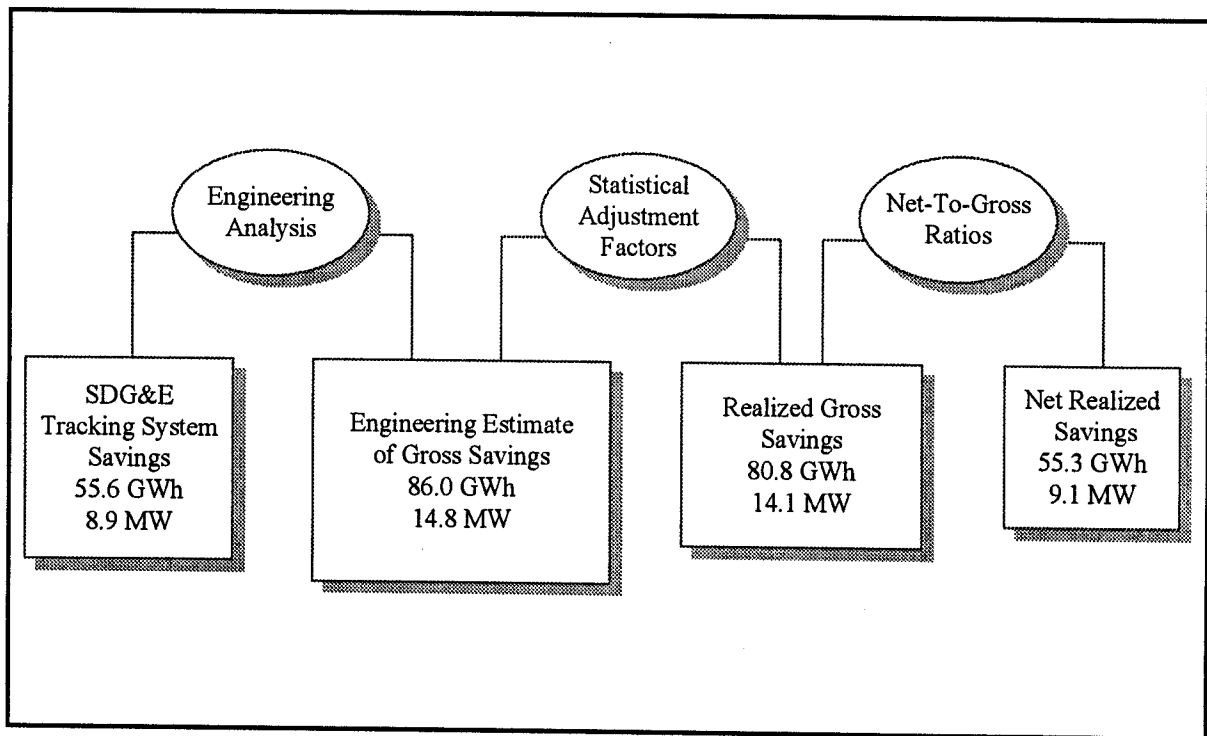 Engineering
Analysis
Statistical
Adjustment
Factors
Net-To-Gross
Ratios
SDG&E
Tracking System
Savings
55.6 GWh
8.9 MW
Engineering Estimate
of Gross Savings
86.0 GWh
14.8 MW
Realized Gross
Savings
80.8 GWh
14.1 MW
Net Realized
Savings
55.3 GWh
9.1 MW